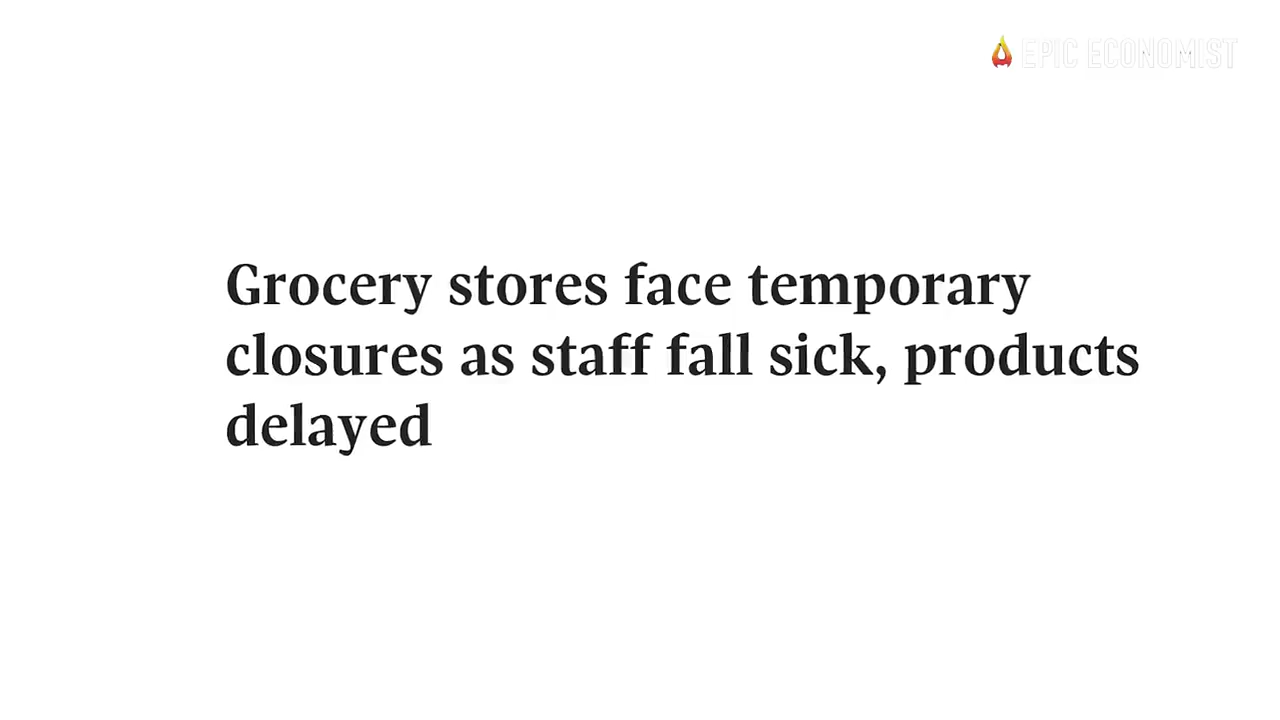 EPIC ECONOMIST
Grocery stores face temporary
closures as staff fall sick, products
delayed